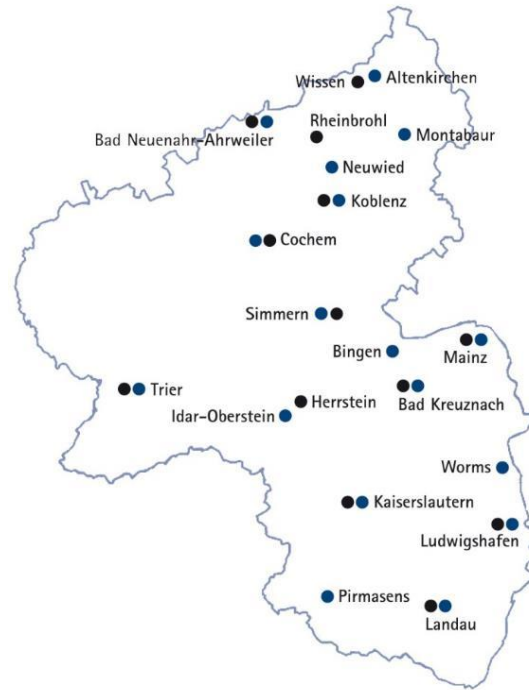 Altenkirchen
Wissen
Rheinbrohl
Montabaur
Bad Neuenahr-Ahrweiler
Neuwied
Koblenz
Cochem
Simmern
Bingen
Mainz
Trier
Herrstein
Bad Kreuznach
Idar-Oberstein
Worms
Kaiserslautern
Ludwigshafen
Pirmasens
Landau